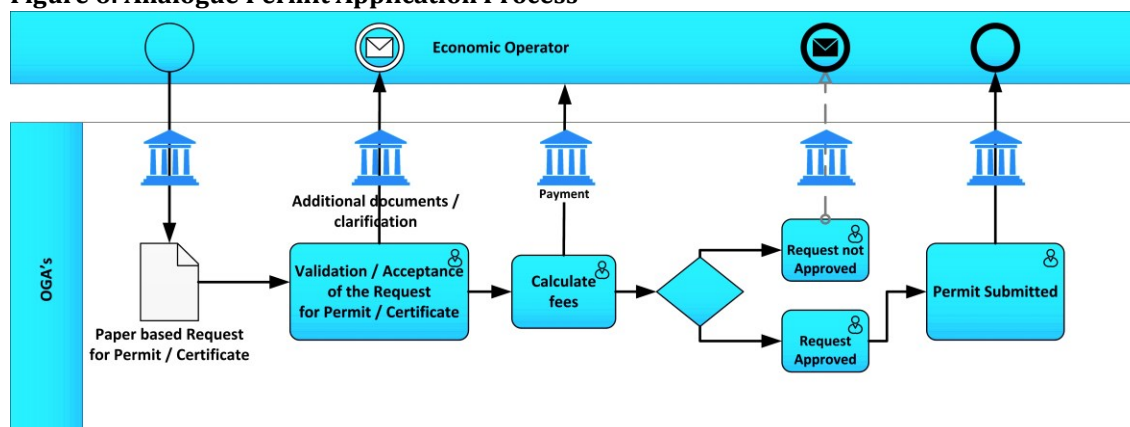 Figure 6. Analogue Permit Application Process
Economic Operator
OGA's
Additional documents /
clarification
Payment
Paper based Request
for Permit / Certificate
Validation / Acceptance
of the Request
for Permit / Certificate
Calculate
fees
Request not
Approved
Request
Approved
Permit Submitted